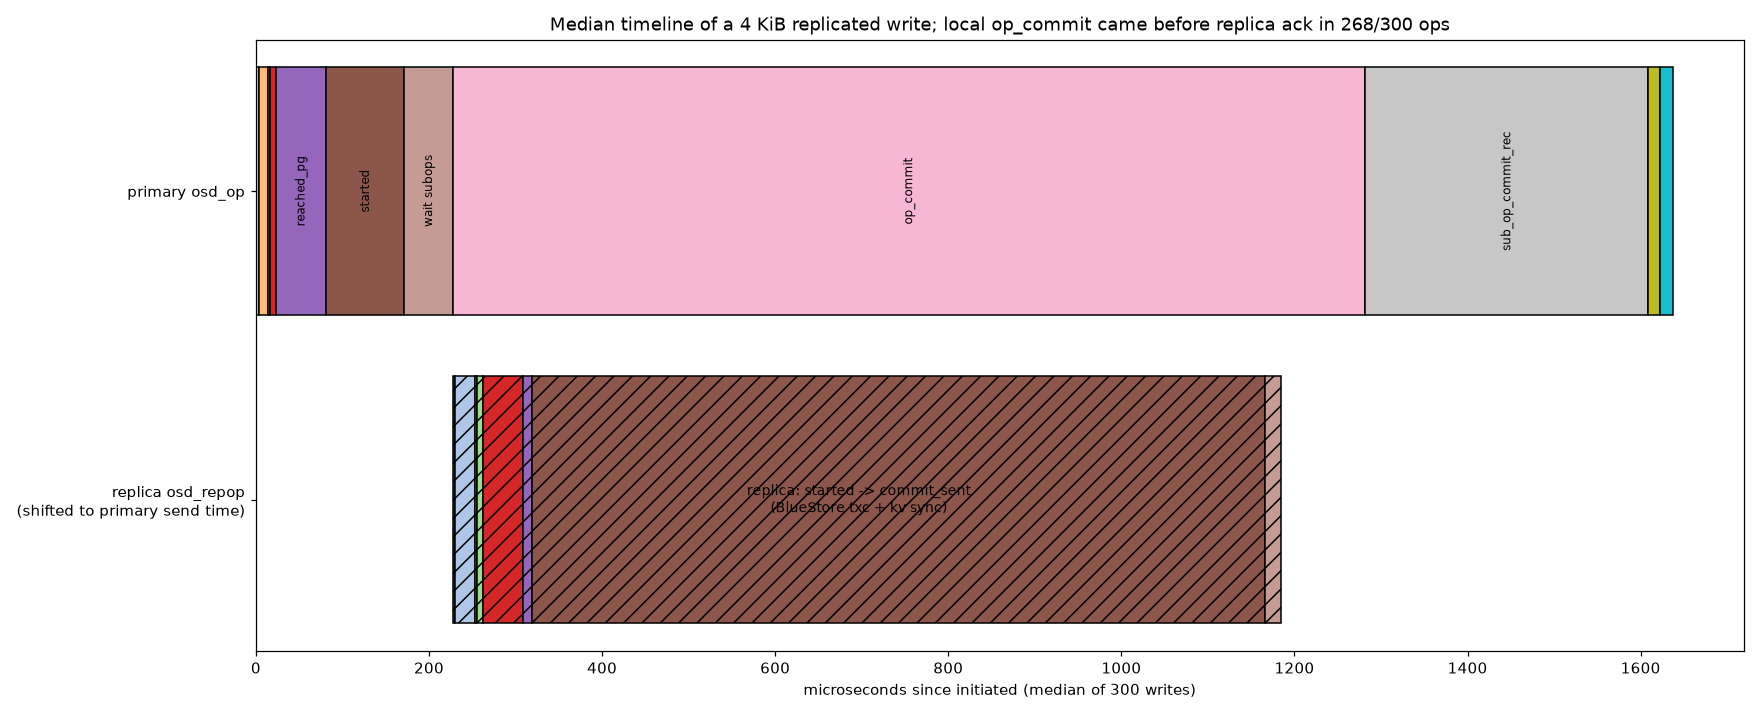 Median timeline of a 4 KiB replicated write; local op_commit came before replica ack in 268/300 ops
primary osd_op
reached_pg
started
wait subops
op_commit
sub_op_commit_rec
replica osd_repop
(shifted to primary send time)
replica: started -> commit_sent
(BlueStore txc + kv sync)
0 200 400 600 800 1000 1200 1400 1600
microseconds since initiated (median of 300 writes)